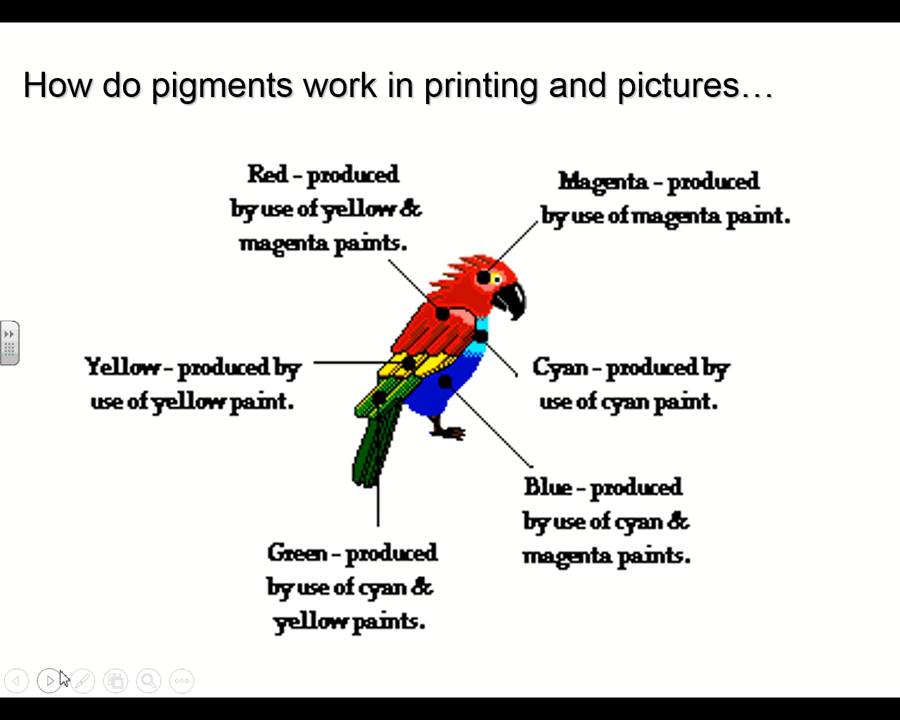 How do pigments work in printing and pictures…
Red - produced
by use of yellow &
magenta paints.
Magenta - produced
by use of magenta paint.
Yellow - produced by
use of yellow paint.
Cyan - produced by
use of cyan paint.
Blue - produced
by use of cyan &
magenta paints.
Green - produced
by use of cyan &
yellow paints.